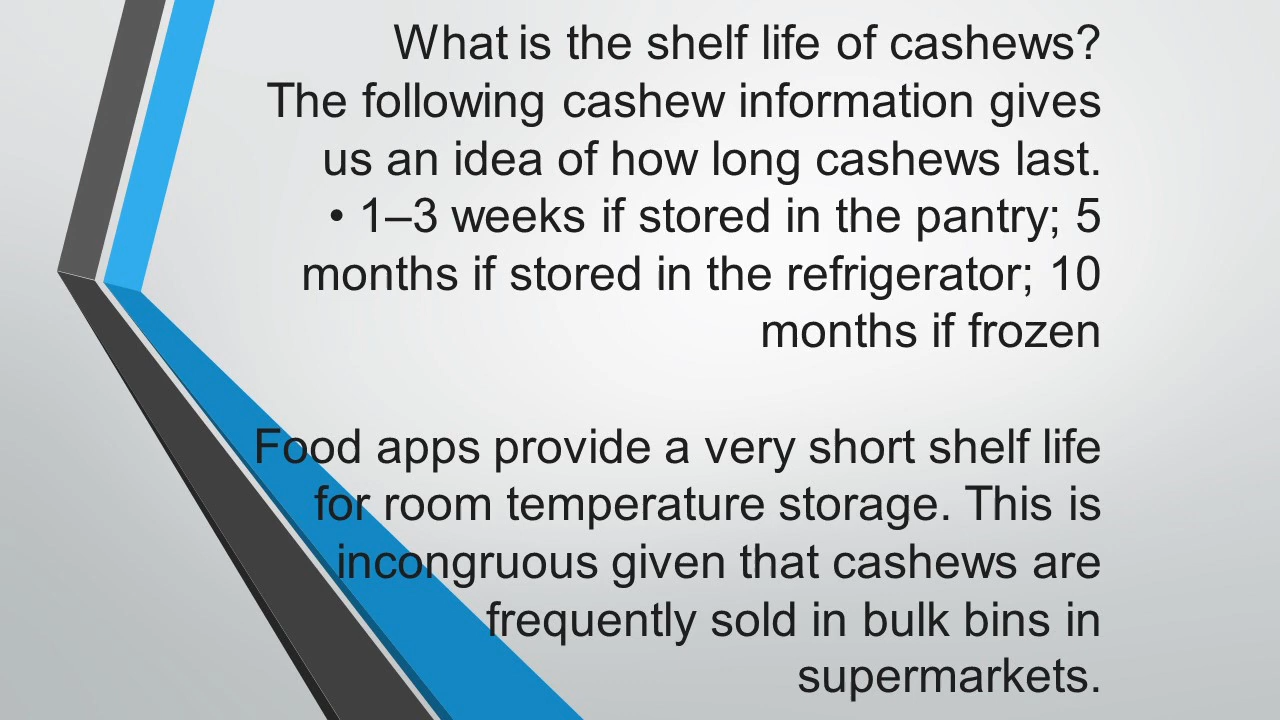 What is the shelf life of cashews?
The following cashew information gives
us an idea of how long cashews last.
• 1–3 weeks if stored in the pantry; 5
months if stored in the refrigerator; 10
months if frozen
Food apps provide a very short shelf life
for room temperature storage. This is
incongruous given that cashews are
frequently sold in bulk bins in
supermarkets.